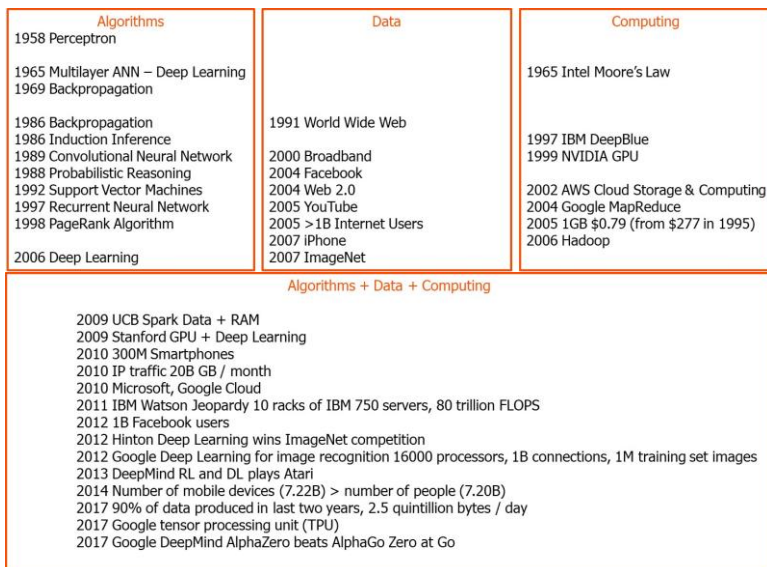 Algorithms
1958 Perceptron
1965 Multilayer ANN – Deep Learning
1969 Backpropagation
1986 Backpropagation
1986 Induction Inference
1989 Convolutional Neural Network
1988 Probabilistic Reasoning
1992 Support Vector Machines
1997 Recurrent Neural Network
1998 PageRank Algorithm
2006 Deep Learning
Data
1991 World Wide Web
2000 Broadband
2004 Facebook
2004 Web 2.0
2005 YouTube
2005 >1B Internet Users
2007 iPhone
2007 ImageNet
Computing
1965 Intel Moore's Law
1997 IBM DeepBlue
1999 NVIDIA GPU
2002 AWS Cloud Storage & Computing
2004 Google MapReduce
2005 1GB $0.79 (from $277 in 1995)
2006 Hadoop
Algorithms + Data + Computing
2009 UCB Spark Data + RAM
2009 Stanford GPU + Deep Learning
2010 300M Smartphones
2010 IP traffic 20B GB / month
2010 Microsoft, Google Cloud
2011 IBM Watson Jeopardy 10 racks of IBM 750 servers, 80 trillion FLOPS
2012 1B Facebook users
2012 Hinton Deep Learning wins ImageNet competition
2012 Google Deep Learning for image recognition 16000 processors, 1B connections, 1M training set images
2013 DeepMind RL and DL plays Atari
2014 Number of mobile devices (7.22B) > number of people (7.20B)
2017 90% of data produced in last two years, 2.5 quintillion bytes / day
2017 Google tensor processing unit (TPU)
2017 Google DeepMind AlphaZero beats AlphaGo Zero at Go